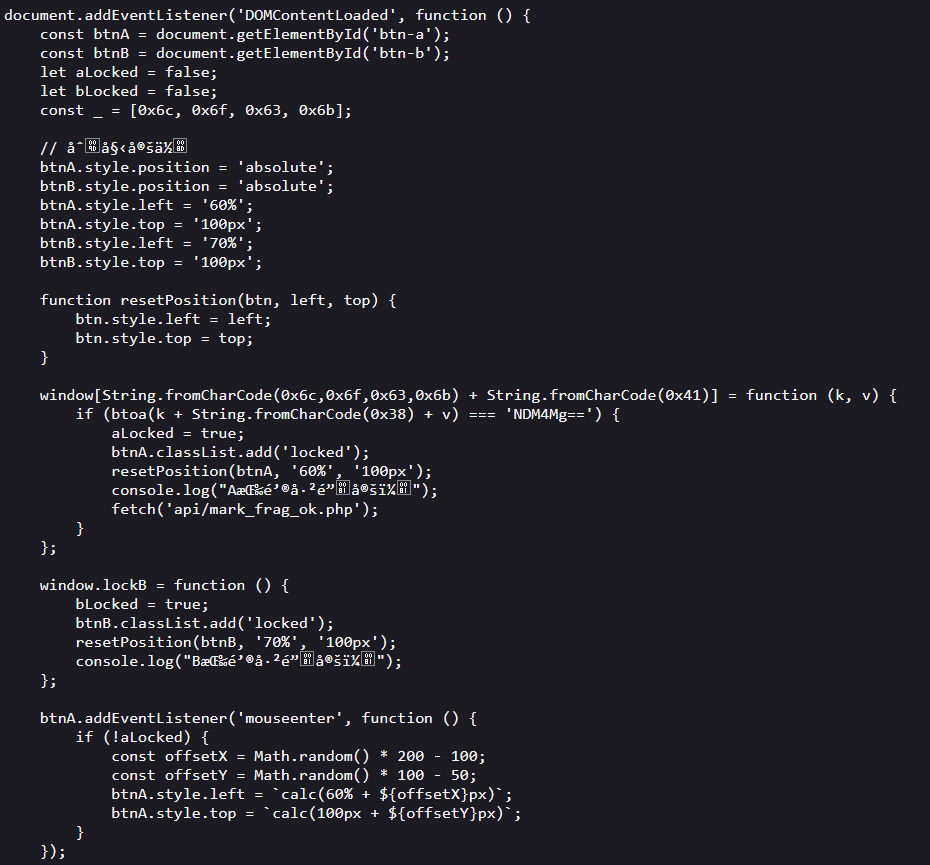 document.addEventListener('DOMContentLoaded', function () {
    const btnA = document.getElementById('btn-a');
    const btnB = document.getElementById('btn-b');
    let aLocked = false;
    let bLocked = false;
    const _ = [0x6c, 0x6f, 0x63, 0x6b];
    // åˆå§‹å®šä½
    btnA.style.position = 'absolute';
    btnB.style.position = 'absolute';
    btnA.style.left = '60%';
    btnA.style.top = '100px';
    btnB.style.left = '70%';
    btnB.style.top = '100px';
    function resetPosition(btn, left, top) {
        btn.style.left = left;
        btn.style.top = top;
    }
    window[String.fromCharCode(0x6c,0x6f,0x63,0x6b) + String.fromCharCode(0x41)] = function (k, v) {
        if (btoa(k + String.fromCharCode(0x38) + v) === 'NDM4Mg==') {
            aLocked = true;
            btnA.classList.add('locked');
            resetPosition(btnA, '60%', '100px');
            console.log("AæŒ‰é’®å·²é”å®šï¼");
            fetch('api/mark_frag_ok.php');
        }
    };
    window.lockB = function () {
        bLocked = true;
        btnB.classList.add('locked');
        resetPosition(btnB, '70%', '100px');
        console.log("BæŒ‰é’®å·²é”å®šï¼");
    };
    btnA.addEventListener('mouseenter', function () {
        if (!aLocked) {
            const offsetX = Math.random() * 200 - 100;
            const offsetY = Math.random() * 100 - 50;
            btnA.style.left = `calc(60% + ${offsetX}px)`;
            btnA.style.top = `calc(100px + ${offsetY}px)`;
        }
    });